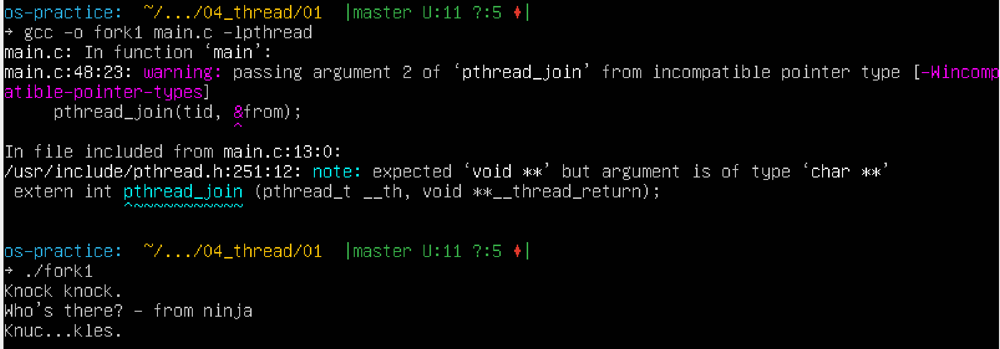 os-practice:  ~/.../04_thread/01  |master U:11 ?:5 ♦|
→ gcc -o fork1 main.c -lpthread
main.c: In function ‘main’:
main.c:48:23: warning: passing argument 2 of ‘pthread_join’ from incompatible pointer type [-Wincomp
atible-pointer-types]
     pthread_join(tid, &from);
                       ^
In file included from main.c:13:0:
/usr/include/pthread.h:251:12: note: expected ‘void **’ but argument is of type ‘char **’
 extern int pthread_join (pthread_t __th, void **__thread_return);
            ^~~~~~~~~~~~
os-practice:  ~/.../04_thread/01  |master U:11 ?:5 ♦|
→ ./fork1
Knock knock.
Who’s there? - from ninja
Knuc...kles.